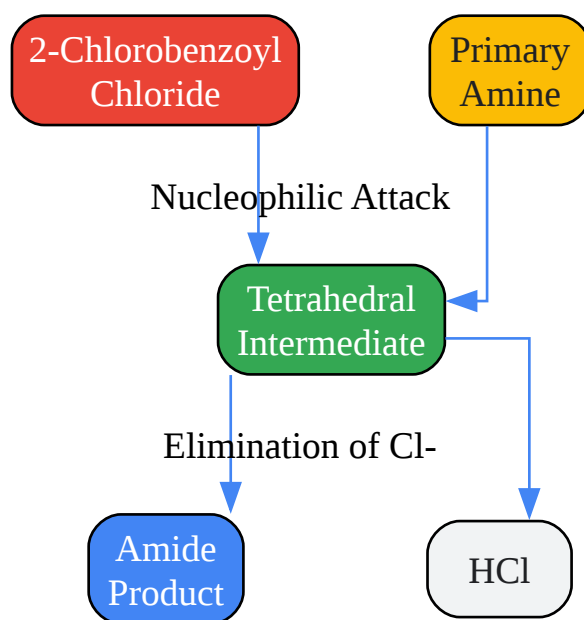 2-Chlorobenzoyl
Chloride
Primary
Amine
Nucleophilic Attack
Tetrahedral
Intermediate
Elimination of Cl-
Amide
Product
HCl